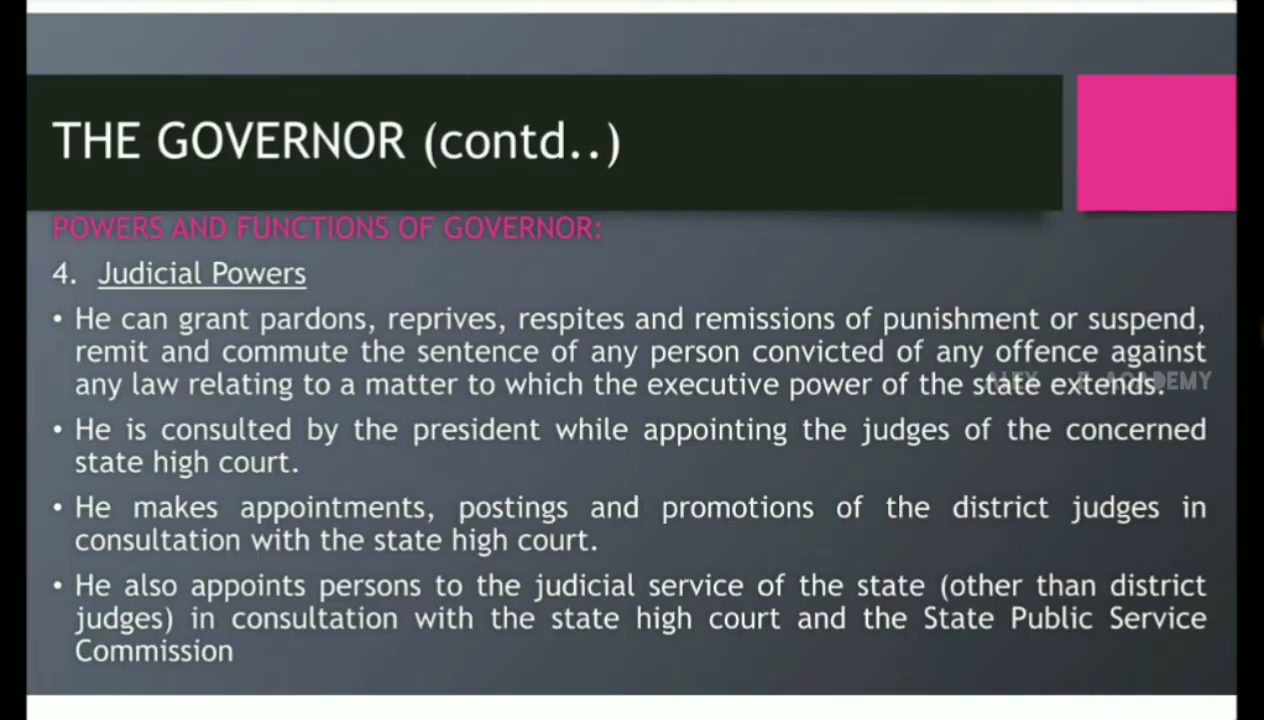 THE GOVERNOR (contd..)
POWERS AND FUNCTIONS OF GOVERNOR:
4. Judicial Powers
• He can grant pardons, reprives, respites and remissions of punishment or suspend,
remit and commute the sentence of any person convicted of any offence against
any law relating to a matter to which the executive power of the state extends.
ACADEMY
• He is consulted by the president while appointing the judges of the concerned
state high court.
• He makes appointments, postings and promotions of the district judges in
consultation with the state high court.
• He also appoints persons to the judicial service of the state (other than district
judges) in consultation with the state high court and the State Public Service
Commission